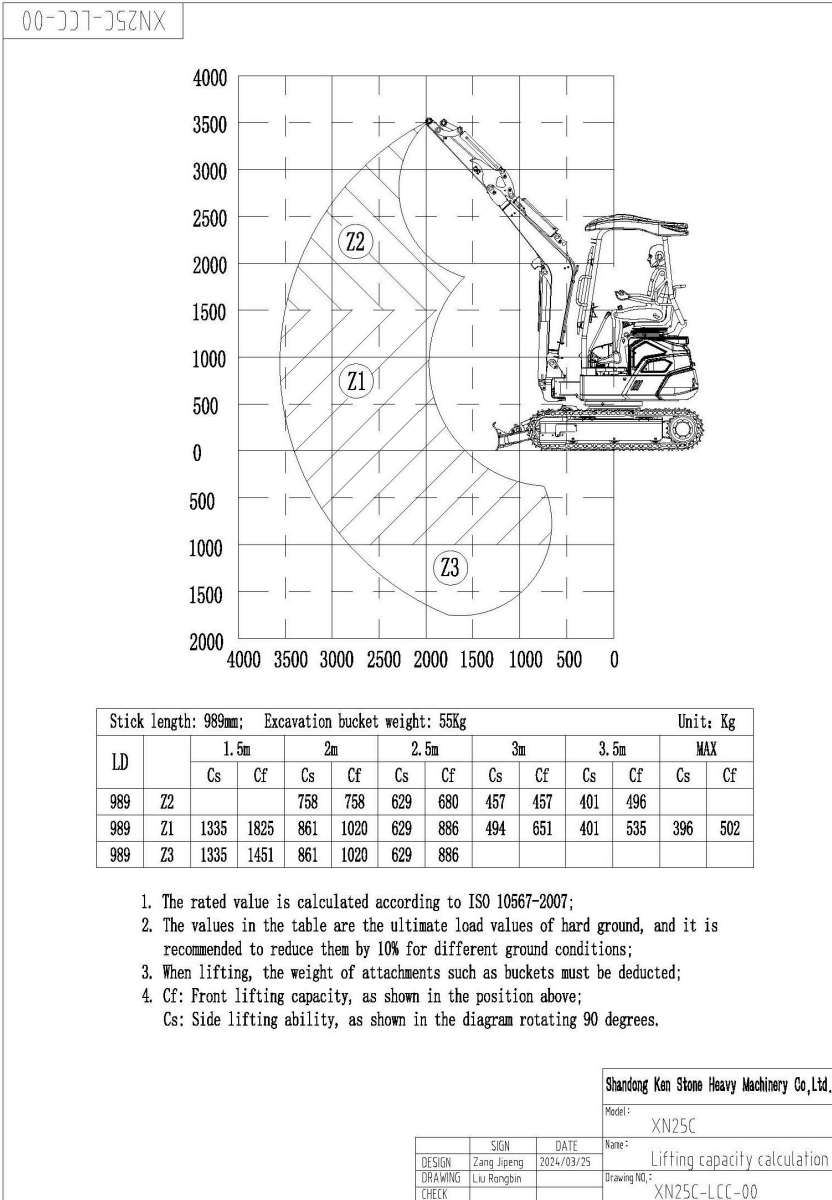 XN25C-LCC-00
4000
3500
3000
2500
2000
1500
1000
500
0
500
1000
1500
2000
4000 3500 3000 2500 2000 1500 1000 500 0
Z2
Z1
Z3
Stick length: 989mm; Excavation bucket weight: 55Kg Unit: Kg
LD 1.5m 2m 2.5m 3m 3.5m MAX
Cs Cf Cs Cf Cs Cf Cs Cf Cs Cf Cs Cf
989 Z2 758 758 629 680 457 457 401 496
989 Z1 1335 1825 861 1020 629 886 494 651 401 535 396 502
989 Z3 1335 1451 861 1020 629 886
1. The rated value is calculated according to ISO 10567-2007;
2. The values in the table are the ultimate load values of hard ground, and it is
recommended to reduce them by 10% for different ground conditions;
3. When lifting, the weight of attachments such as buckets must be deducted;
4. Cf: Front lifting capacity, as shown in the position above;
Cs: Side lifting ability, as shown in the diagram rotating 90 degrees.
Shandong Ken Stone Heavy Machinery Co,Ltd.
Model:
XN25C
SIGN DATE
Name:
Lifting capacity calculation
DESIGN Zang Jipeng 2024/03/25
DRAWING Liu Rongbin
Drawing NO.:
XN25C-LCC-00
CHECK